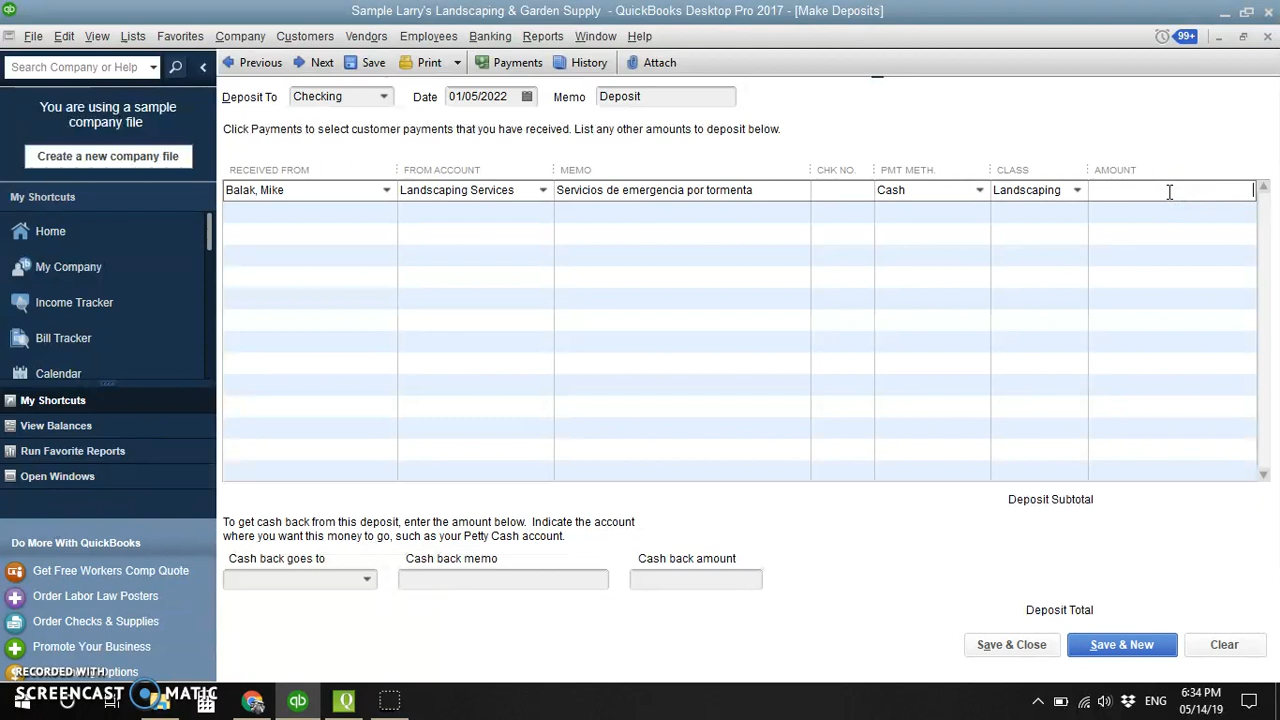 Sample Larry's Landscaping & Garden Supply - QuickBooks Desktop Pro 2017 - [Make Deposits]
File Edit View Lists Favorites Company Customers Vendors Employees Banking Reports Window Help 99+
Search Company or Help
Previous Next Save Print Payments History Attach
You are using a sample
company file
Create a new company file
My Shortcuts
Home
My Company
Income Tracker
Bill Tracker
Calendar
My Shortcuts
View Balances
Run Favorite Reports
Open Windows
Do More With QuickBooks
Get Free Workers Comp Quote
Order Labor Law Posters
Order Checks & Supplies
Promote Your Business
Options
Deposit To Checking Date 01/05/2022 Memo Deposit
Click Payments to select customer payments that you have received. List any other amounts to deposit below.
RECEIVED FROM FROM ACCOUNT MEMO CHK NO. PMT METH. CLASS AMOUNT
Balak, Mike Landscaping Services Servicios de emergencia por tormenta Cash Landscaping
Deposit Subtotal
To get cash back from this deposit, enter the amount below. Indicate the account
where you want this money to go, such as your Petty Cash account.
Cash back goes to Cash back memo Cash back amount
Deposit Total
Save & Close Save & New Clear
RECORDED WITH
SCREENCAST MATIC
ENG
6:34 PM
05/14/19